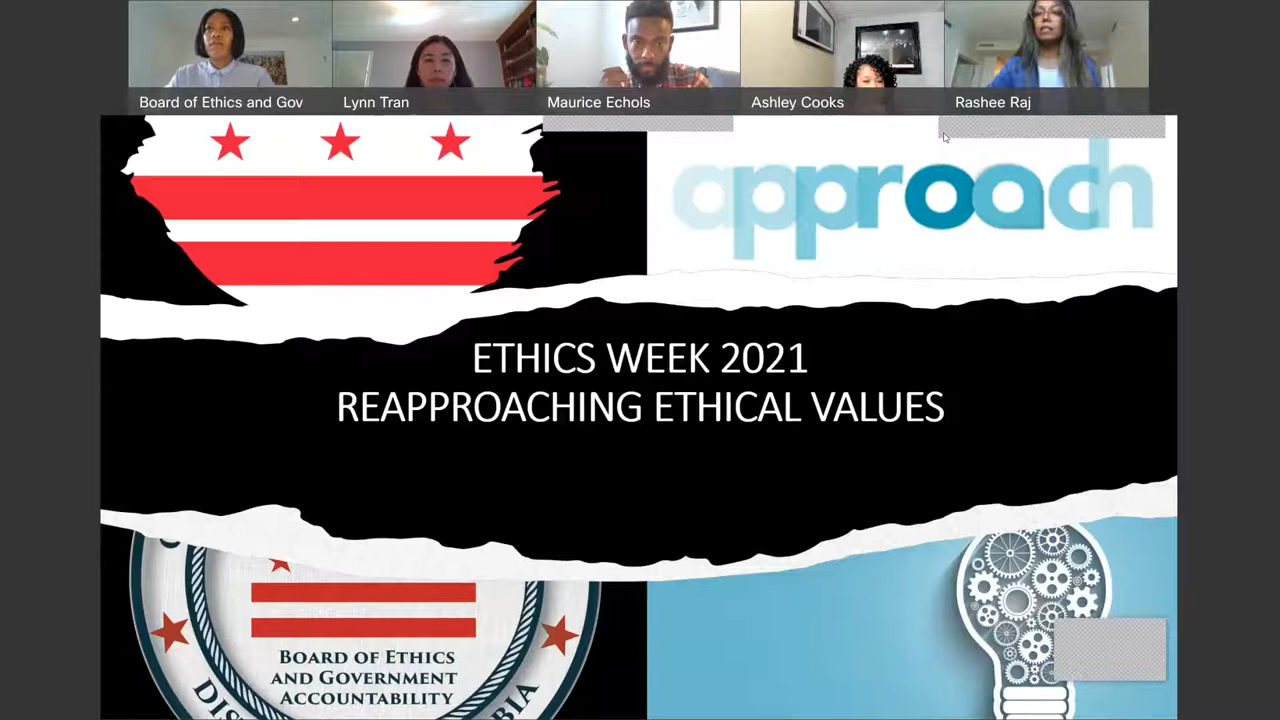 Board of Ethics and Gov
Lynn Tran
Maurice Echols
Ashley Cooks
Rashee Raj
approach
ETHICS WEEK 2021
REAPPROACHING ETHICAL VALUES
BOARD OF ETHICS
AND GOVERNMENT
ACCOUNTABILITY